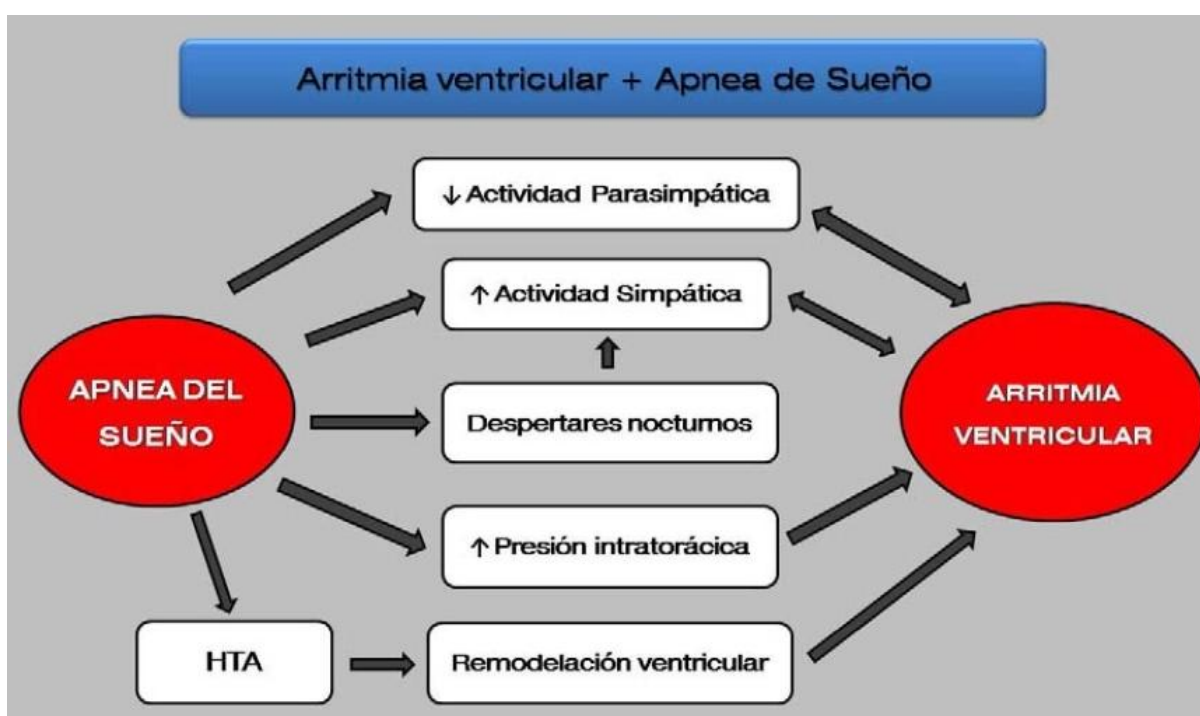 Arritmia ventricular + Apnea de Sueño
↓ Actividad Parasimpática
↑ Actividad Simpática
APNEA DEL
SUEÑO
Despertares nocturnos
ARRITMIA
VENTRICULAR
↑ Presión intratorácica
HTA
Remodelación ventricular